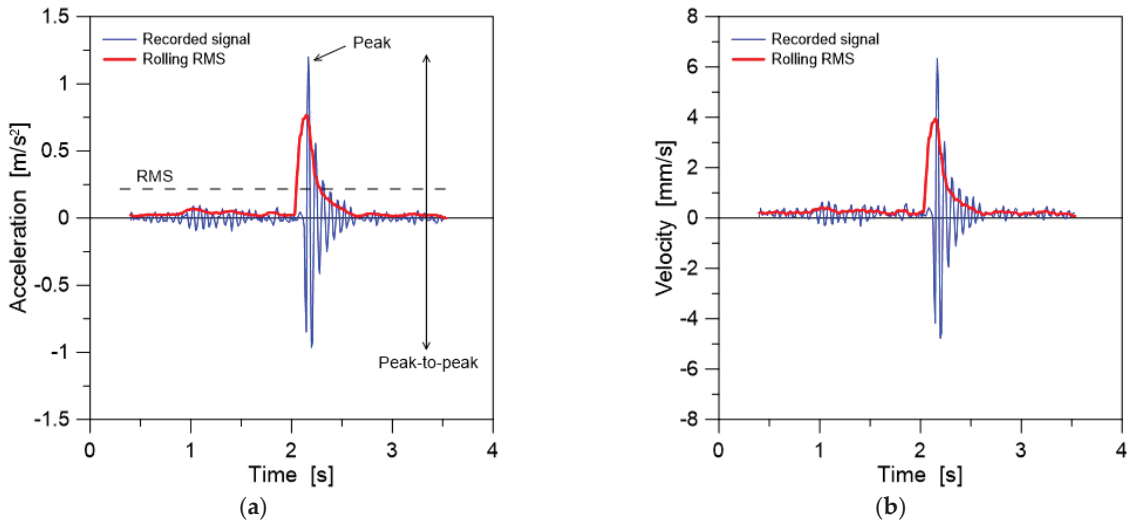 1.5
1
0.5
0
-0.5
-1
-1.5
Acceleration [m/s²]
Recorded signal
Rolling RMS
Peak
RMS
Peak-to-peak
0 1 2 3 4
Time [s]
(a)
8
6
4
2
0
-2
-4
-6
-8
Velocity [mm/s]
Recorded signal
Rolling RMS
0 1 2 3 4
Time [s]
(b)